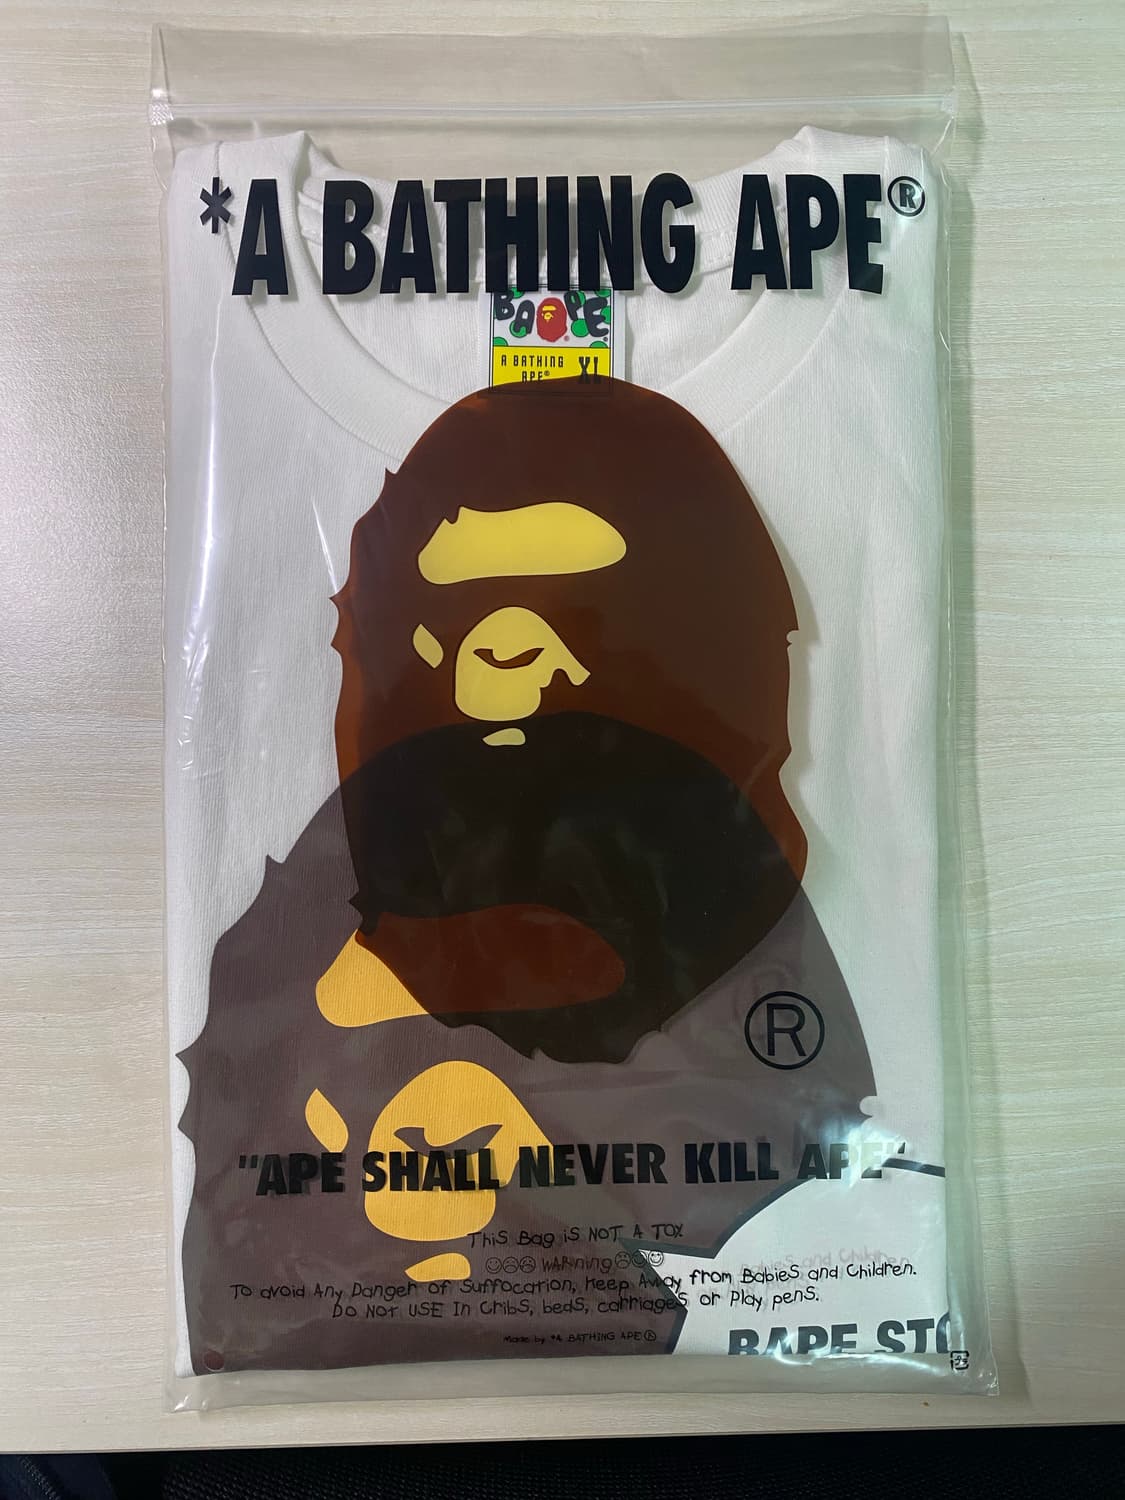 *A BATHING APE®
BAPE®
A BATHING XL
APE®
®
"APE SHALL NEVER KILL APE"
This Bag is NOT A TOY
WARNING
To avoid Any Danger of Suffocation, Keep Away from Babies and Children.
DO NOT USE In Cribs, beds, carriages or Play pens.
Made by *A BATHING APE®
BAPE STO